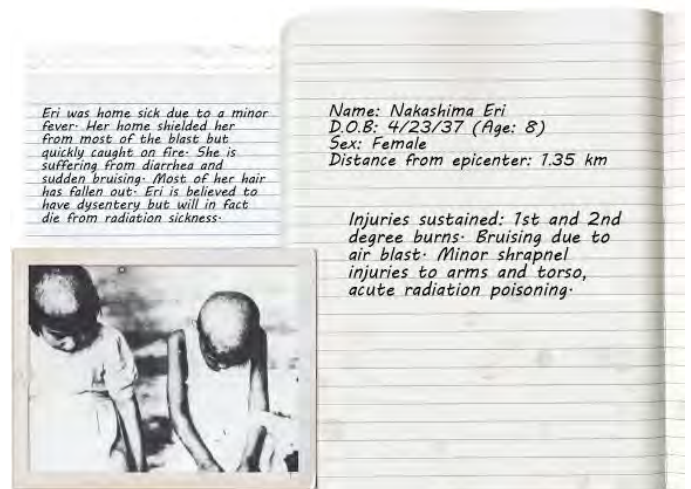 Eri was home sick due to a minor
fever. Her home shielded her
from most of the blast but
quickly caught on fire. She is
suffering from diarrhea and
sudden bruising. Most of her hair
has fallen out. Eri is believed to
have dysentery but will in fact
die from radiation sickness.
Name: Nakashima Eri
D.O.B: 4/23/37 (Age: 8)
Sex: Female
Distance from epicenter: 1.35 km
Injuries sustained: 1st and 2nd
degree burns. Bruising due to
air blast. Minor shrapnel
injuries to arms and torso,
acute radiation poisoning.